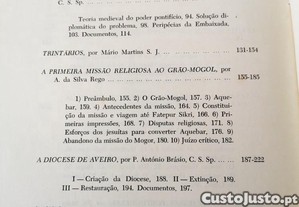 C. S. Sp.
Teoria medieval do poder pontifício, 94. Solução di-
plomática do problema. 98. Peripécias da Embaixada,
103. Documentos, 114.
TRINTÁRIOS, por Mário Martins S. J. 131-154
A PRIMEIRA MISSÃO RELIGIOSA AO GRÃO-MOGOL, por
A. da Silva Rego 155-185
1) Preâmbulo, 155. 2) O Grão-Mogol, 157. 3) Aque-
bar, 159. 4) Antecedentes da missão, 164. 5) Constitui-
ção da missão e viagem até Fatepur Sikri, 166. 6) Pri-
meiras impressões, 168. 7) Disputas religiosas, 171. 8)
Esforços dos jesuítas para converter Aquebar, 176. 9)
Abandono da missão do Mogor, 180. 10) Juízo crítico, 182.
A DIOCESE DE AVEIRO, por P. António Brásio, C. S. Sp. 187-222
I — Criação da Diocese, 188. II — Extinção, 189.
III — Restauração, 194. Documentos, 197.
CustoJusto.pt